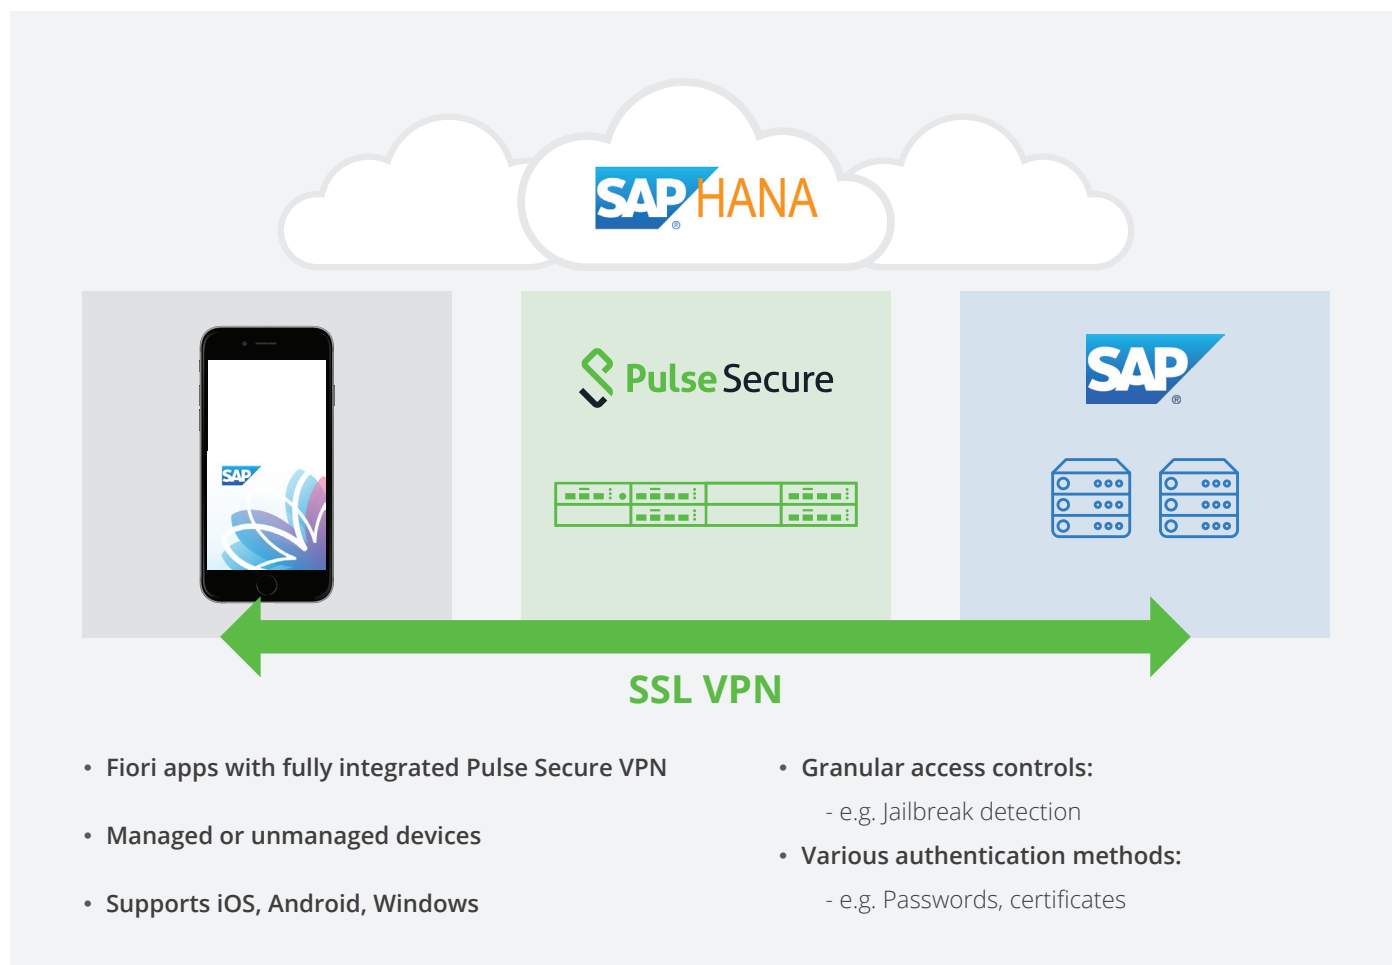 SAP HANA
®
Pulse Secure
SAP
®
SAP
SSL VPN
• Fiori apps with fully integrated Pulse Secure VPN
• Managed or unmanaged devices
• Supports iOS, Android, Windows
• Granular access controls:
- e.g. Jailbreak detection
• Various authentication methods:
- e.g. Passwords, certificates